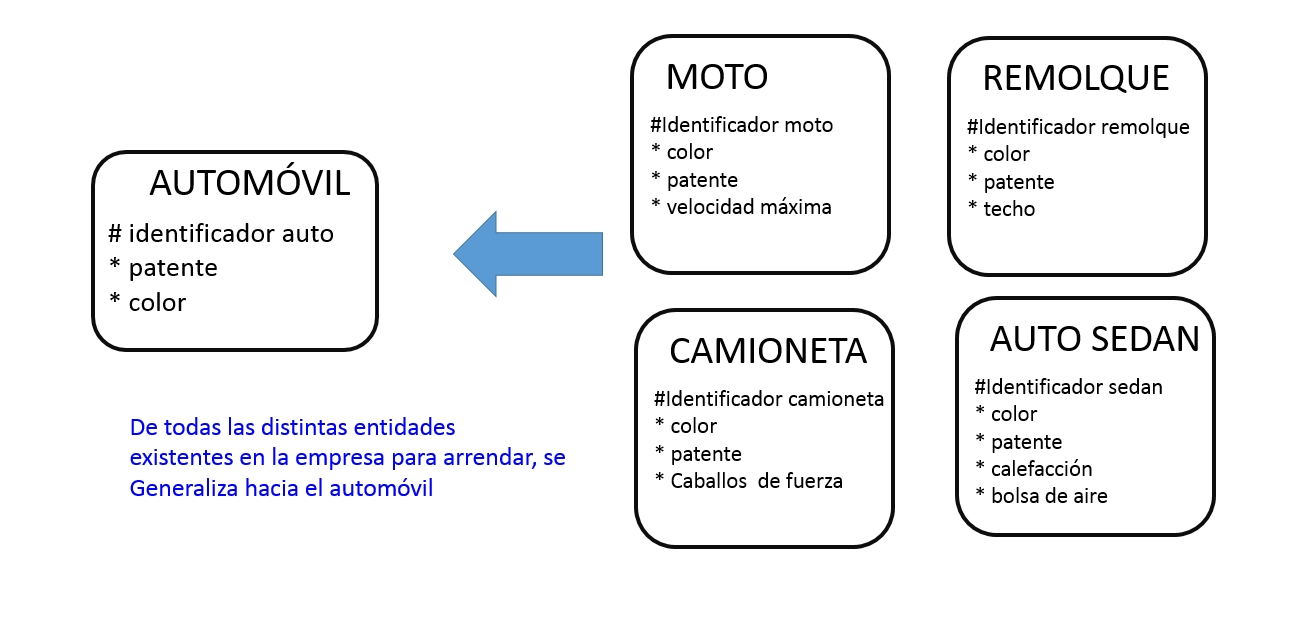 AUTOMÓVIL
# identificador auto
* patente
* color
De todas las distintas entidades
existentes en la empresa para arrendar, se
Generaliza hacia el automóvil
MOTO
#Identificador moto
* color
* patente
* velocidad máxima
REMOLQUE
#Identificador remolque
* color
* patente
* techo
CAMIONETA
#Identificador camioneta
* color
* patente
* Caballos de fuerza
AUTO SEDAN
#Identificador sedan
* color
* patente
* calefacción
* bolsa de aire